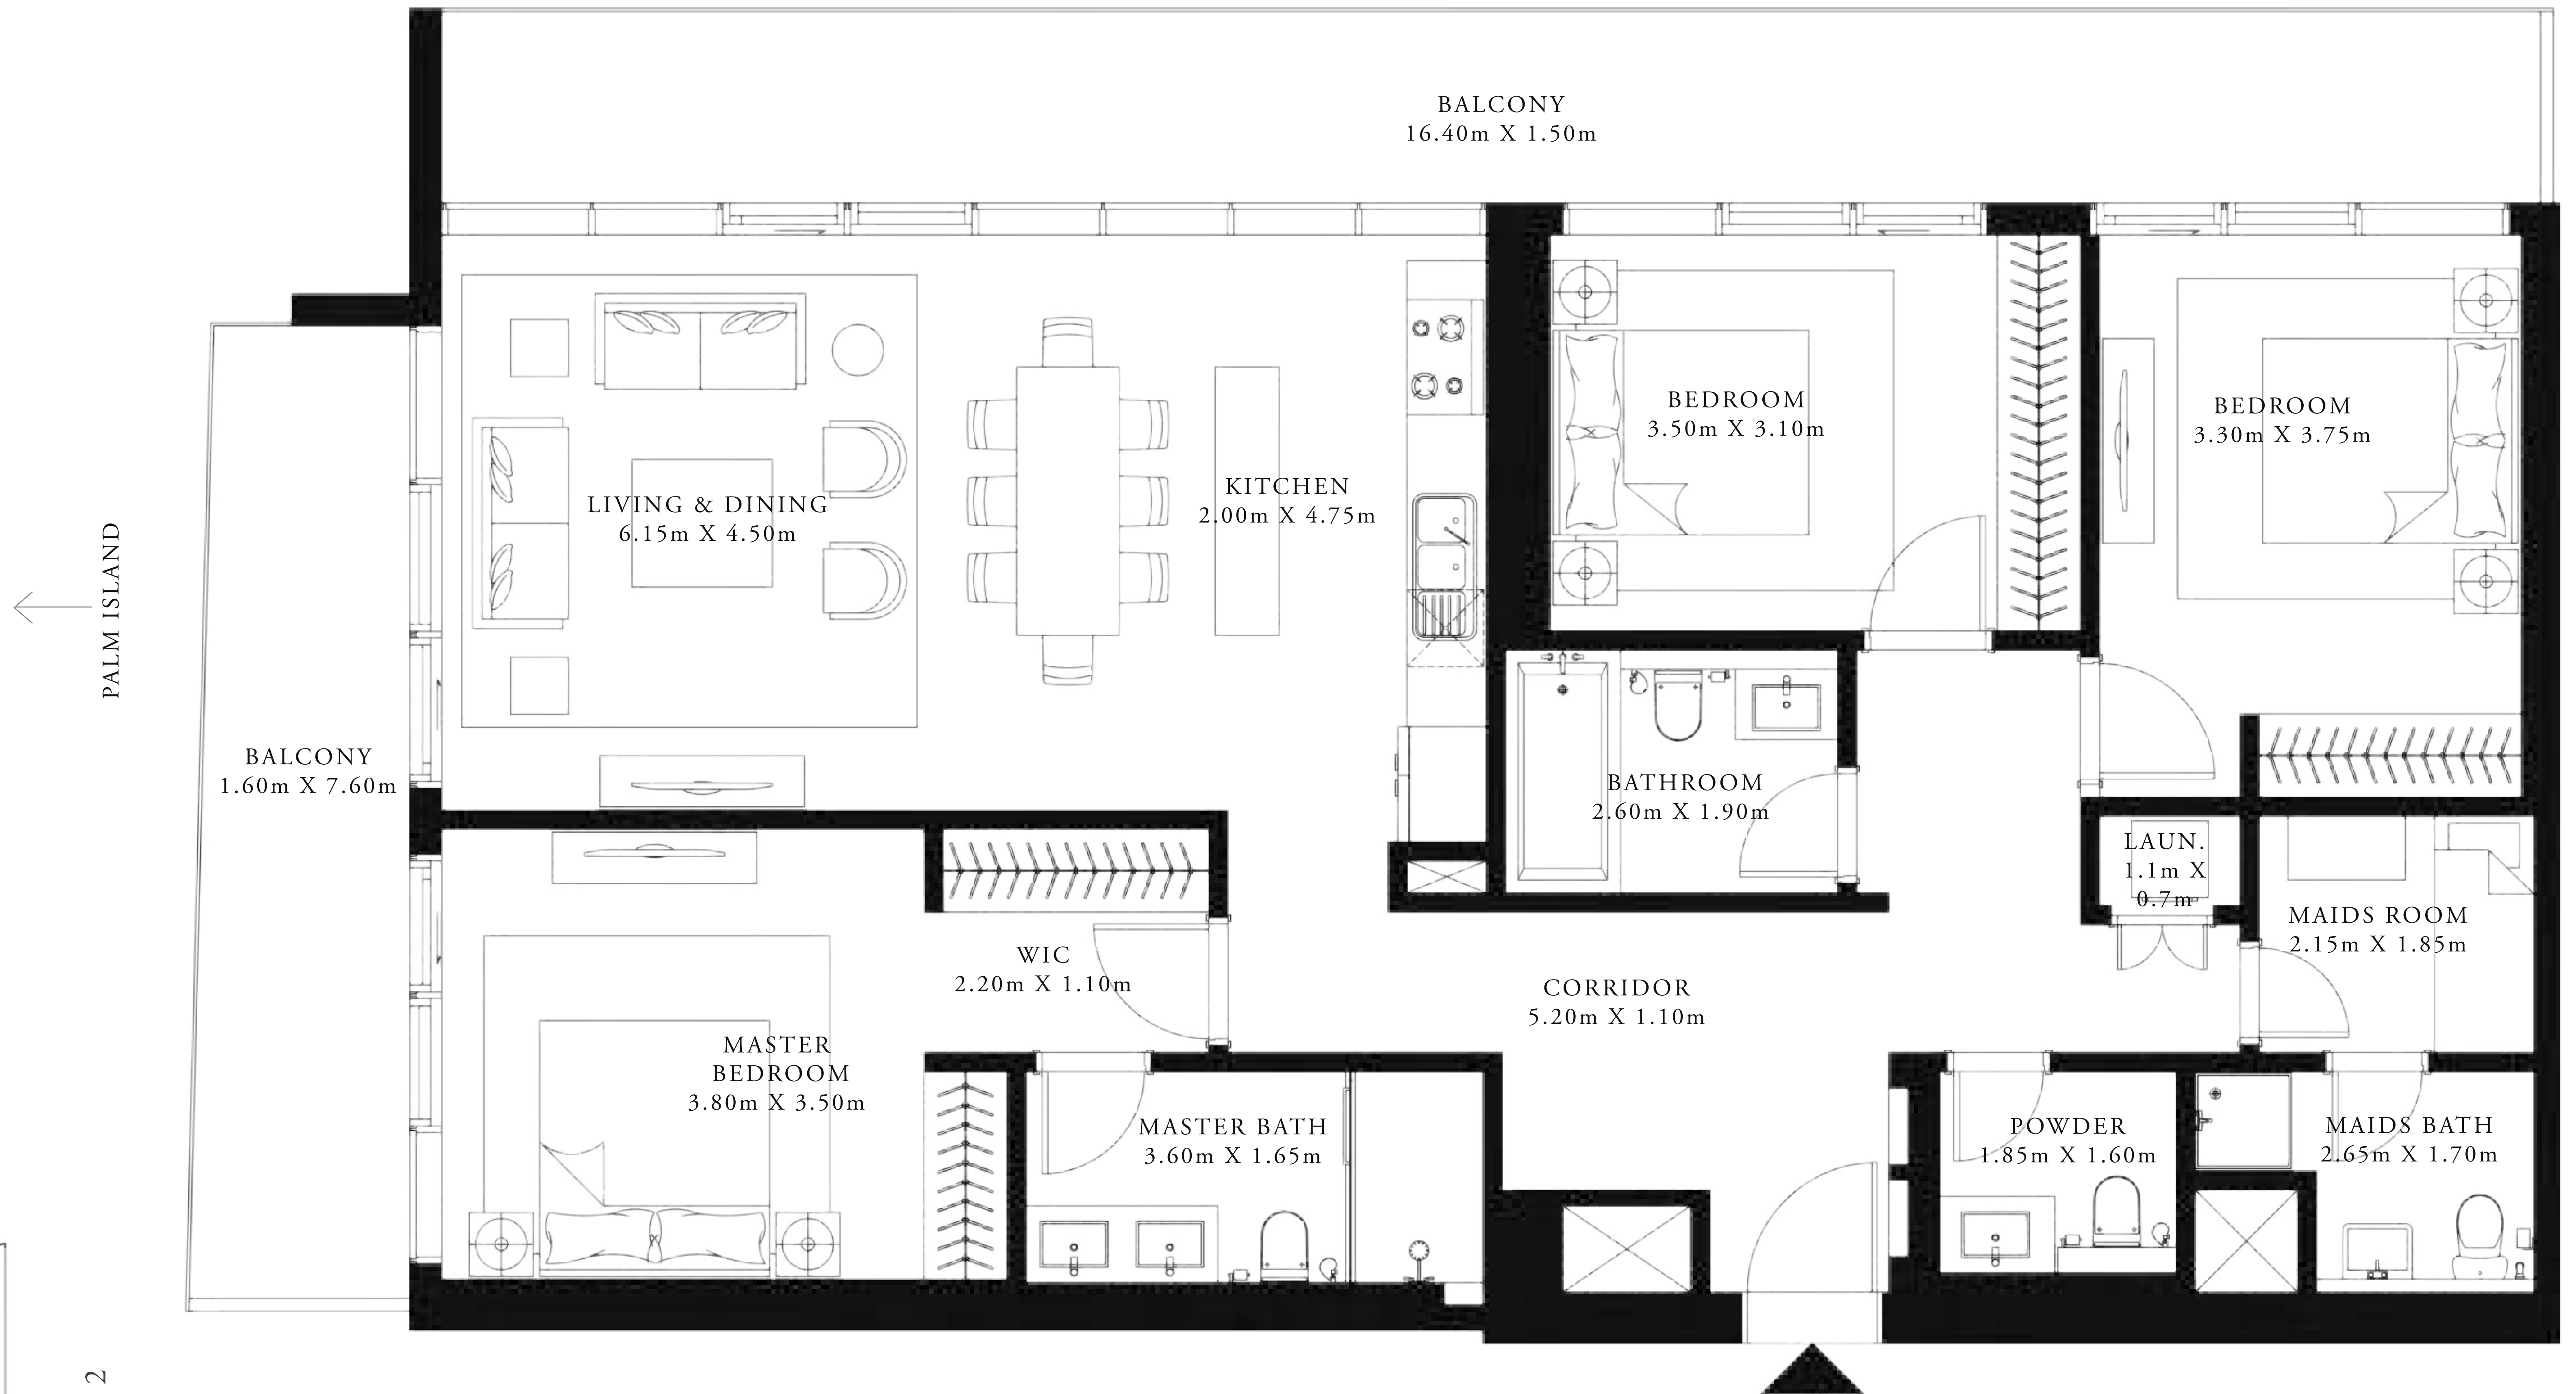 BALCONY
16.40m X 1.50m
BEDROOM
3.50m X 3.10m
BEDROOM
3.30m X 3.75m
KITCHEN
2.00m X 4.75m
LIVING & DINING
6.15m X 4.50m
PALM ISLAND
BALCONY
1.60m X 7.60m
BATHROOM
2.60m X 1.90m
LAUN.
1.1m X
0.7m
MAIDS ROOM
2.15m X 1.85m
WIC
2.20m X 1.10m
CORRIDOR
5.20m X 1.10m
MASTER
BEDROOM
3.80m X 3.50m
MASTER BATH
3.60m X 1.65m
POWDER
1.85m X 1.60m
MAIDS BATH
2.65m X 1.70m
2